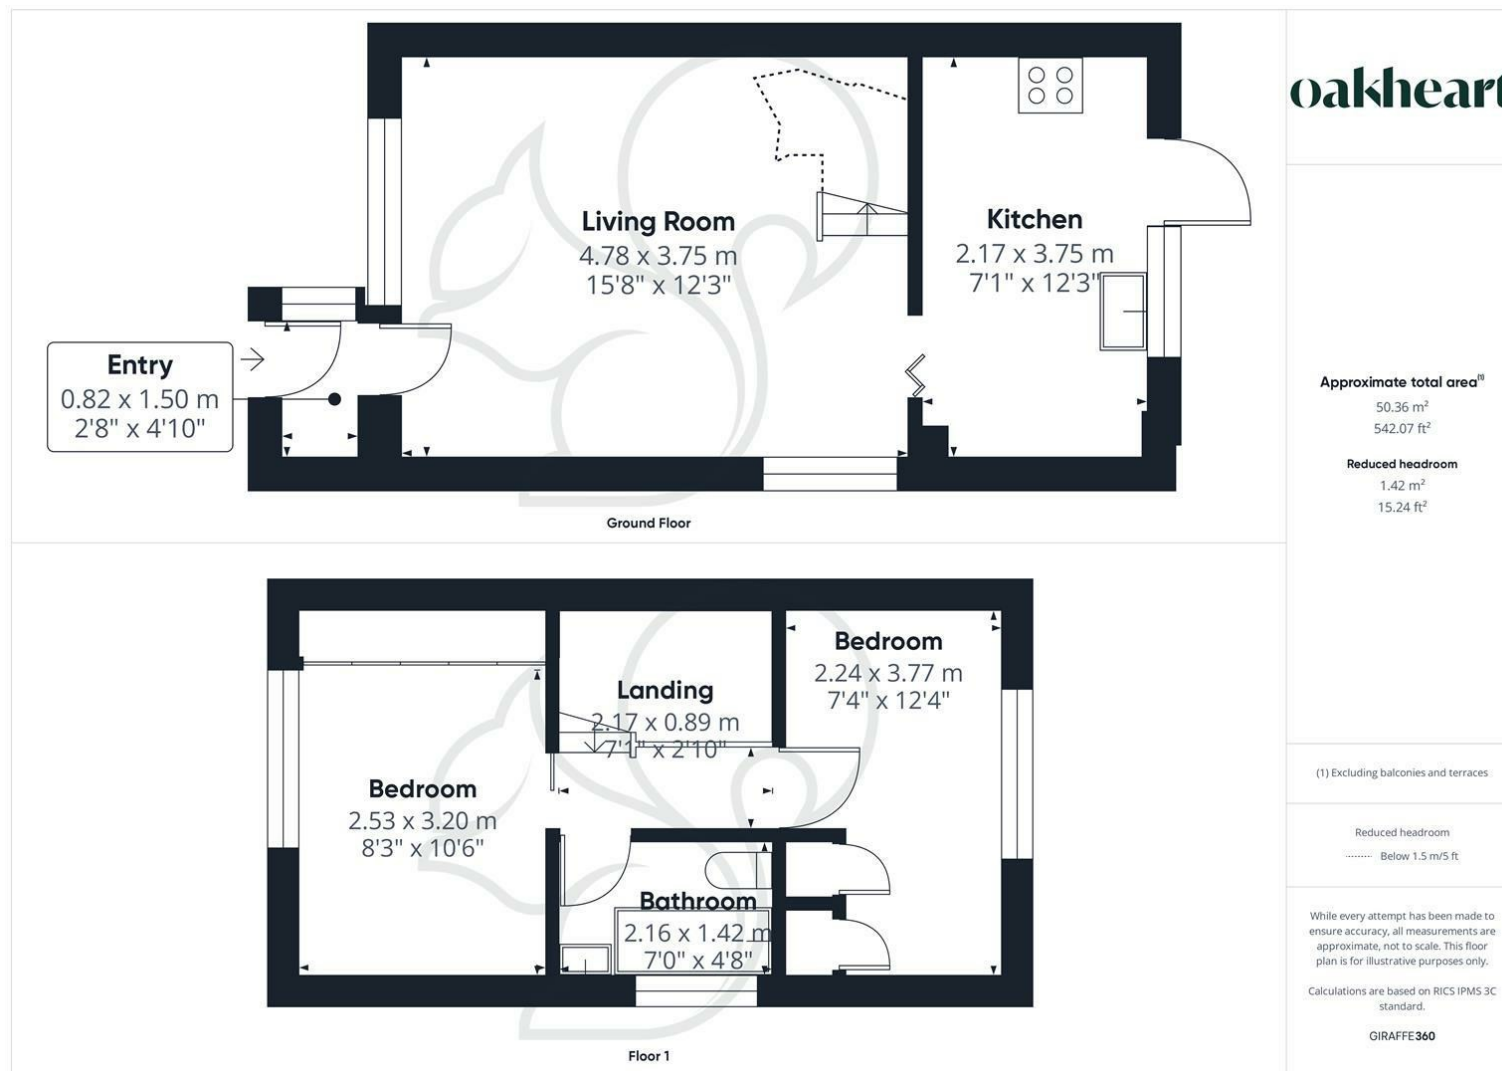 Living Room
4.78 x 3.75 m
15'8" x 12'3"
Kitchen
2.17 x 3.75 m
7'1" x 12'3"
Entry
0.82 x 1.50 m
2'8" x 4'10"
Ground Floor
Bedroom
2.53 x 3.20 m
8'3" x 10'6"
Landing
2.17 x 0.89 m
7'1" x 2'10"
Bedroom
2.24 x 3.77 m
7'4" x 12'4"
Bathroom
2.16 x 1.42 m
7'0" x 4'8"
Floor 1
oakheart
Approximate total area(1)
50.36 m²
542.07 ft²
Reduced headroom
1.42 m²
15.24 ft²
(1) Excluding balconies and terraces
Reduced headroom
Below 1.5 m/5 ft
While every attempt has been made to
ensure accuracy, all measurements are
approximate, not to scale. This floor
plan is for illustrative purposes only.
Calculations are based on RICS IPMS 3C
standard.
GIRAFFE360